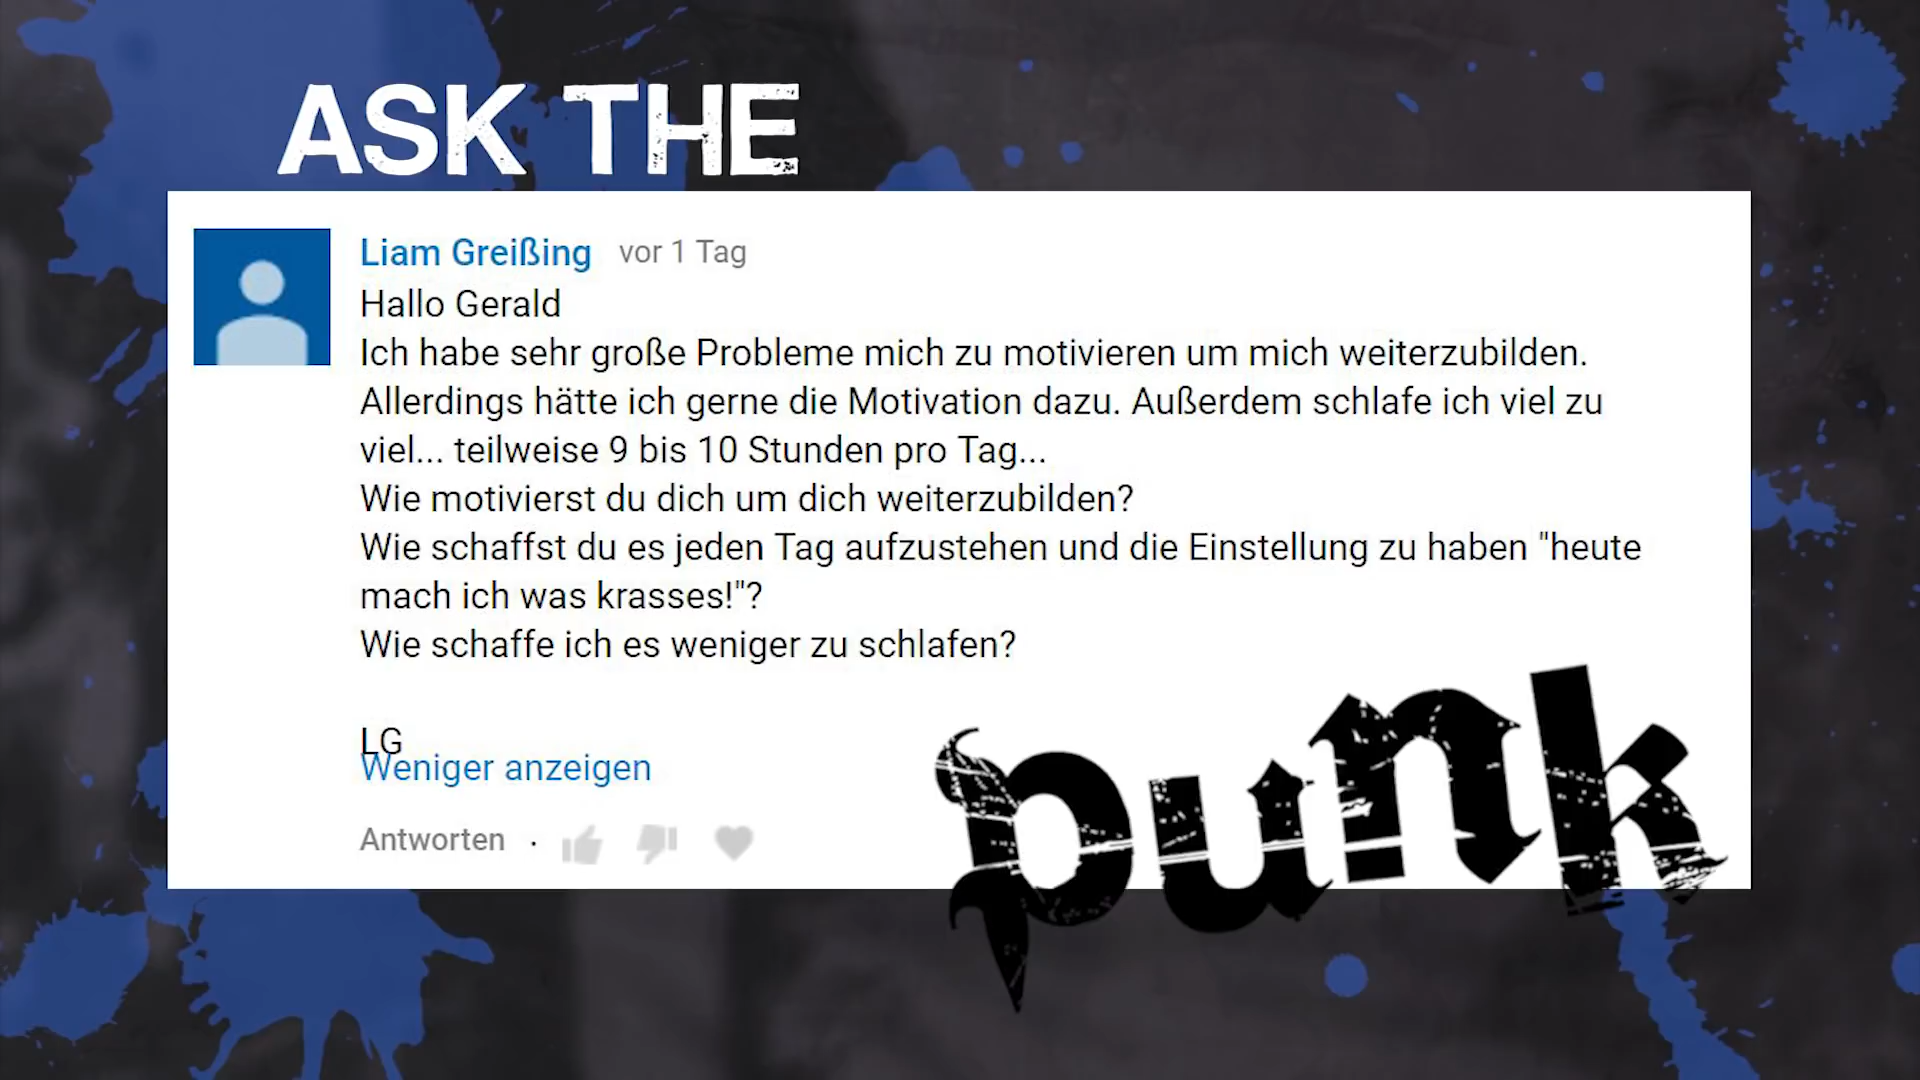 ASK THE
Liam Greißing vor 1 Tag
Hallo Gerald
Ich habe sehr große Probleme mich zu motivieren um mich weiterzubilden.
Allerdings hätte ich gerne die Motivation dazu. Außerdem schlafe ich viel zu
viel... teilweise 9 bis 10 Stunden pro Tag...
Wie motivierst du dich um dich weiterzubilden?
Wie schaffst du es jeden Tag aufzustehen und die Einstellung zu haben "heute
mach ich was krasses!"?
Wie schaffe ich es weniger zu schlafen?
LG
Weniger anzeigen
Antworten ·
punk